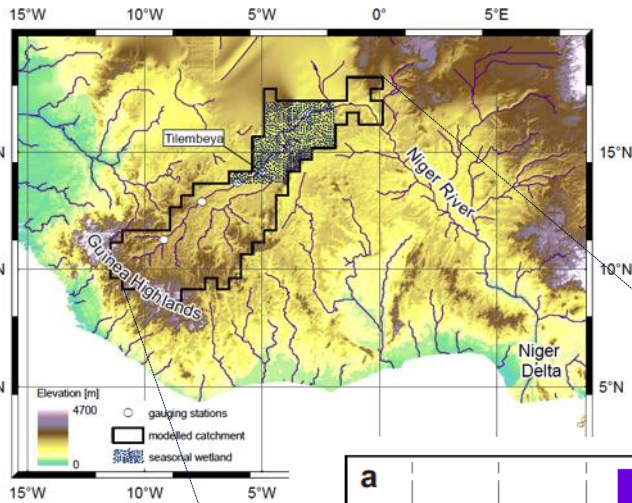 15°W 10°W 5°W 0° 5°E
Tilembeya
15°N
Niger River
10°N
Guinea Highlands
Niger
Delta
5°N
Elevation [m]
4700
0
gauging stations
modelled catchment
seasonal wetland
15°W 10°W 5°W
a